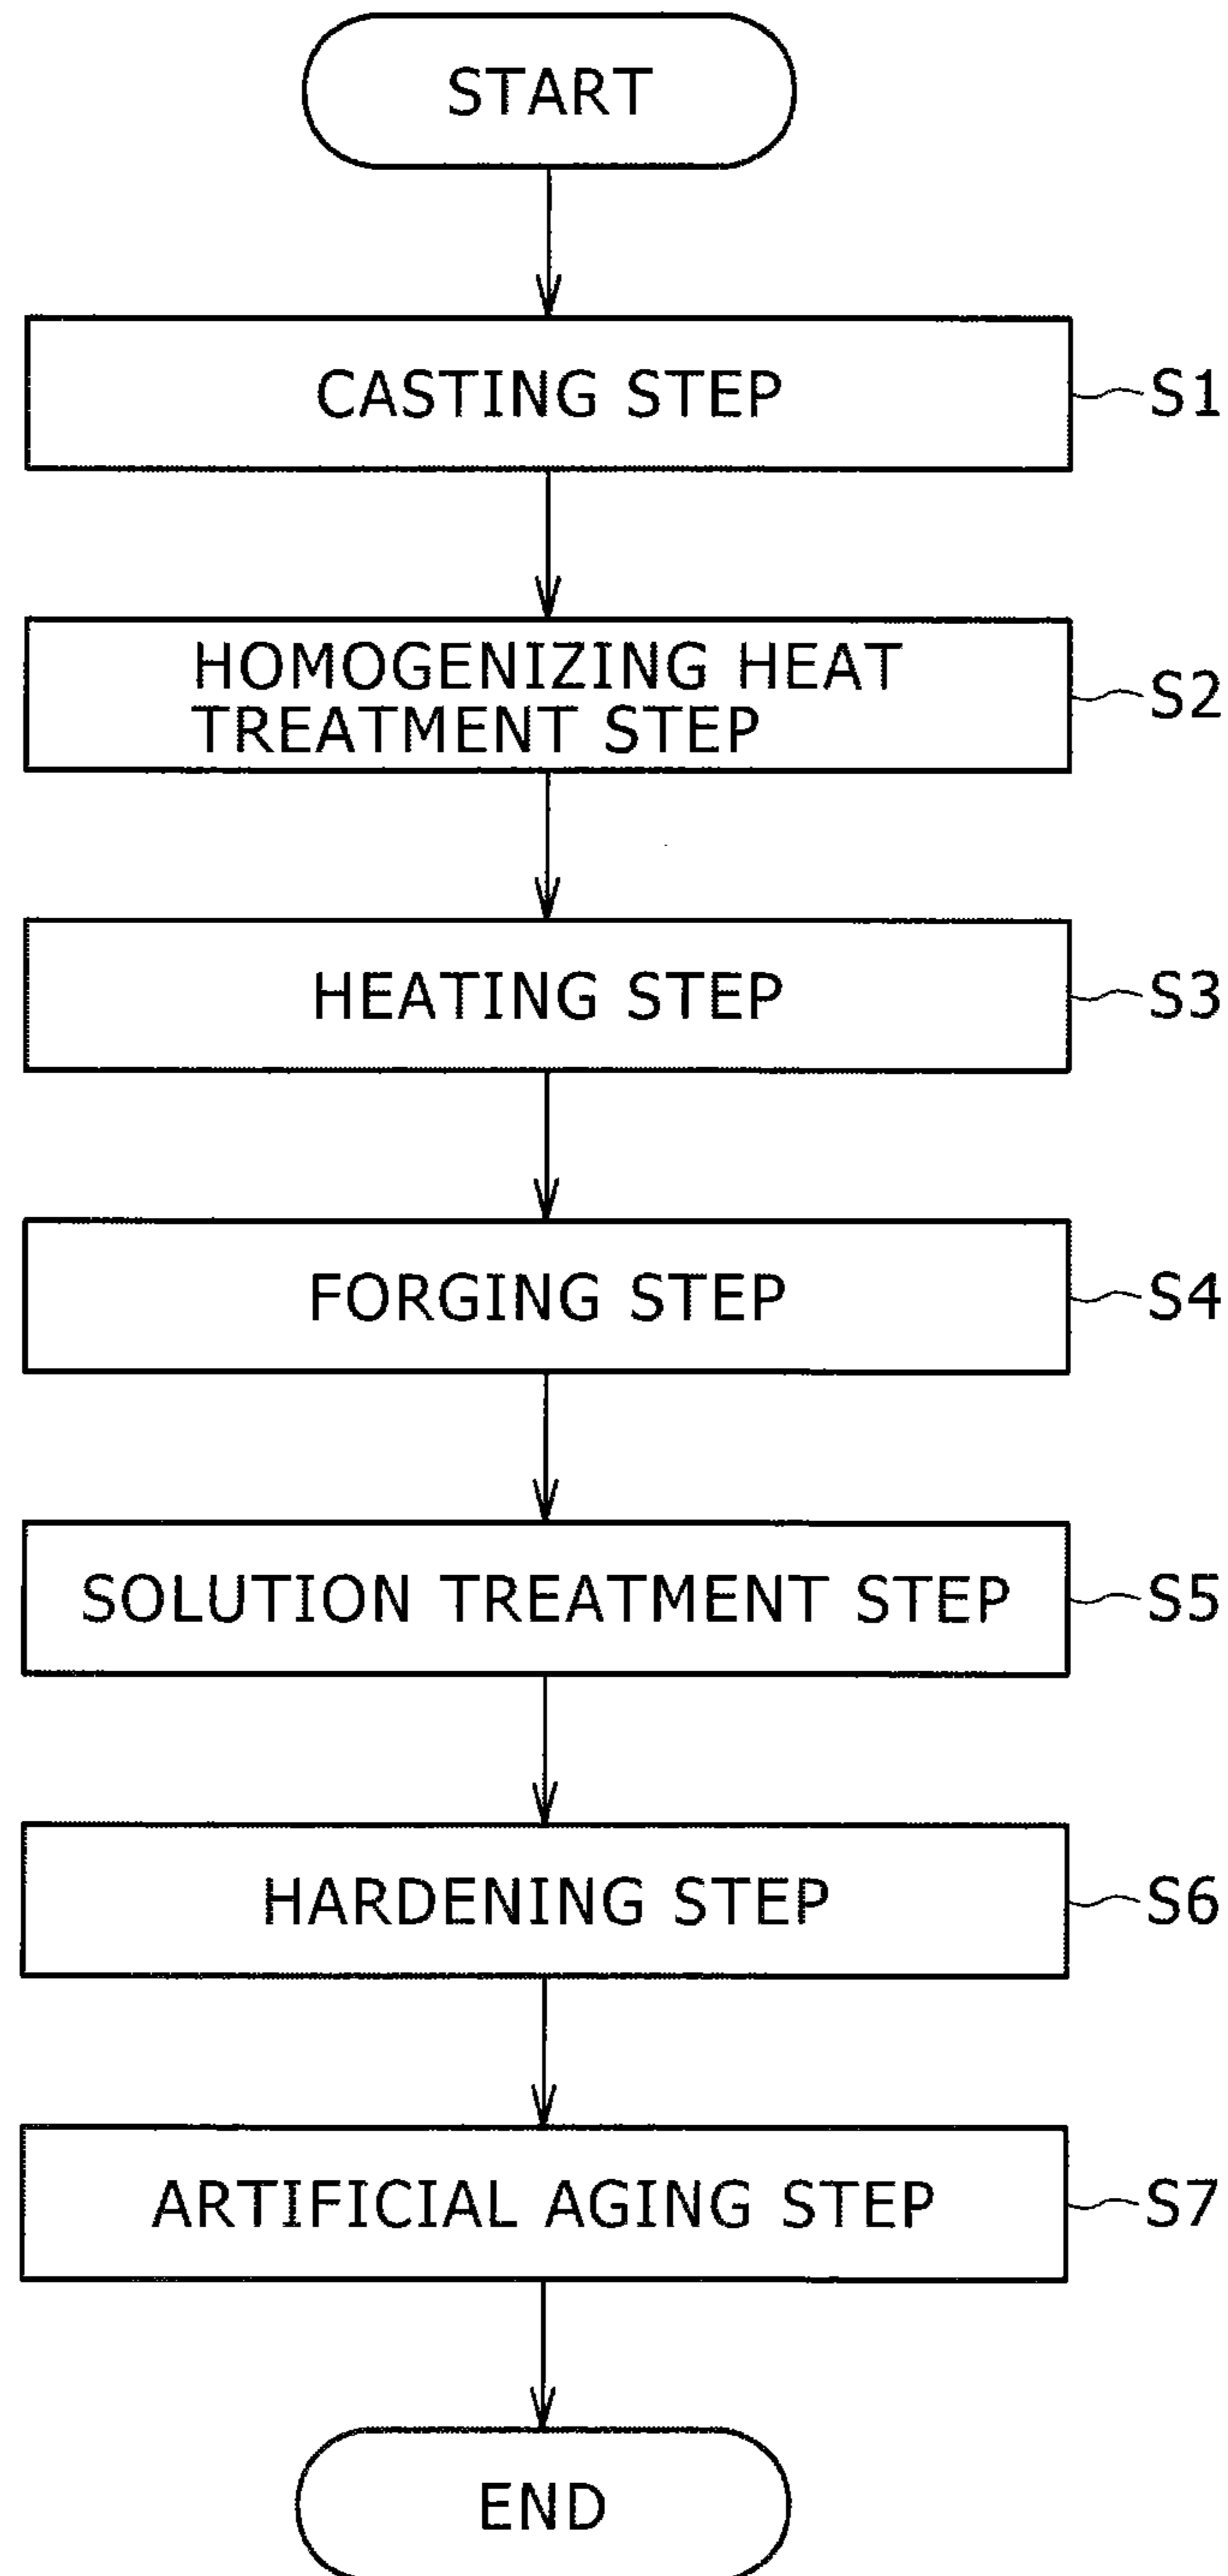 START
CASTING STEP
S1
HOMOGENIZING HEAT
TREATMENT STEP
S2
HEATING STEP
S3
FORGING STEP
S4
SOLUTION TREATMENT STEP
S5
HARDENING STEP
S6
ARTIFICIAL AGING STEP
S7
END